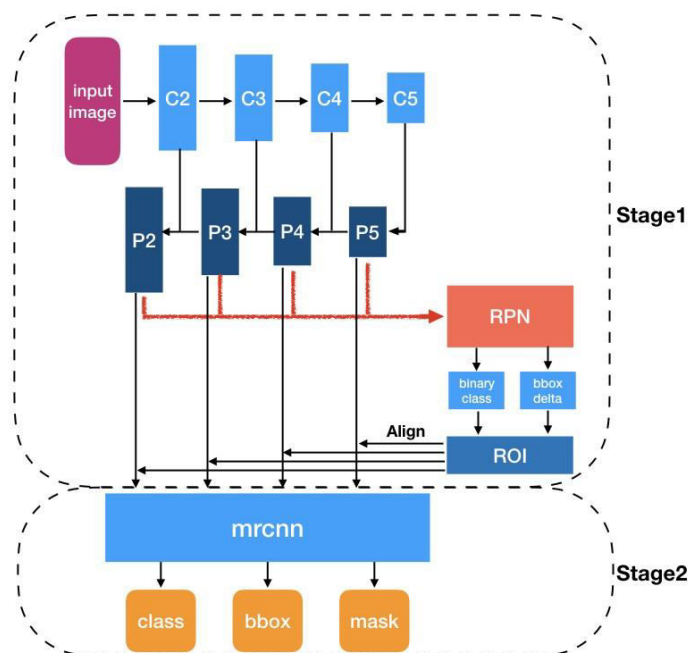 input
image
C2
C3
C4
C5
P2
P3
P4
P5
Stage1
RPN
binary
class
bbox
delta
Align
ROI
mrcnn
Stage2
class
bbox
mask